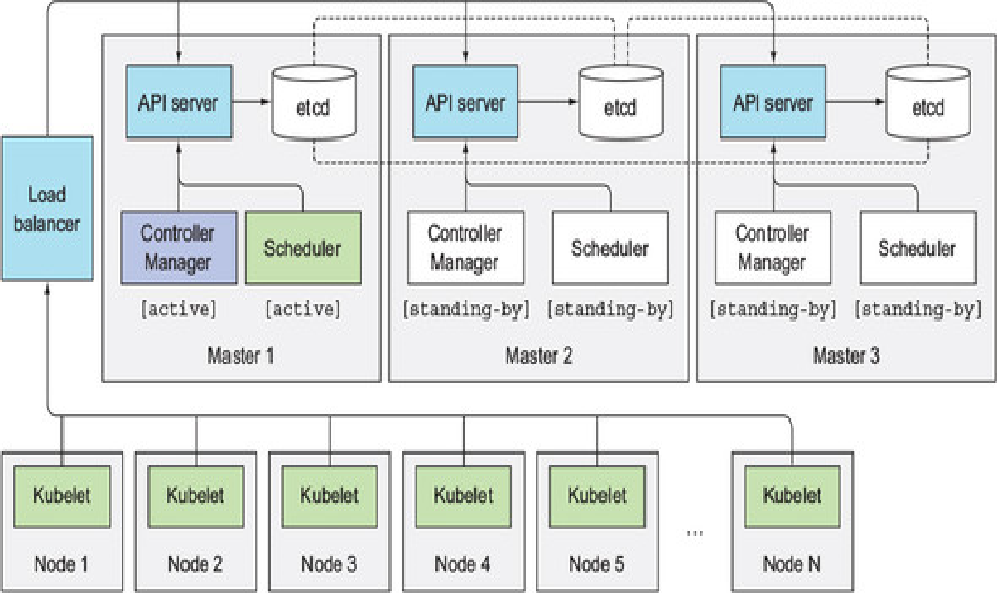 API server
etcd
API server
etcd
API server
etcd
Load
balancer
Controller
Manager
Scheduler
Controller
Manager
Scheduler
Controller
Manager
Scheduler
[active]
[active]
[standing-by]
[standing-by]
[standing-by]
[standing-by]
Master 1
Master 2
Master 3
Kubelet
Kubelet
Kubelet
Kubelet
Kubelet
Kubelet
...
Node 1
Node 2
Node 3
Node 4
Node 5
Node N